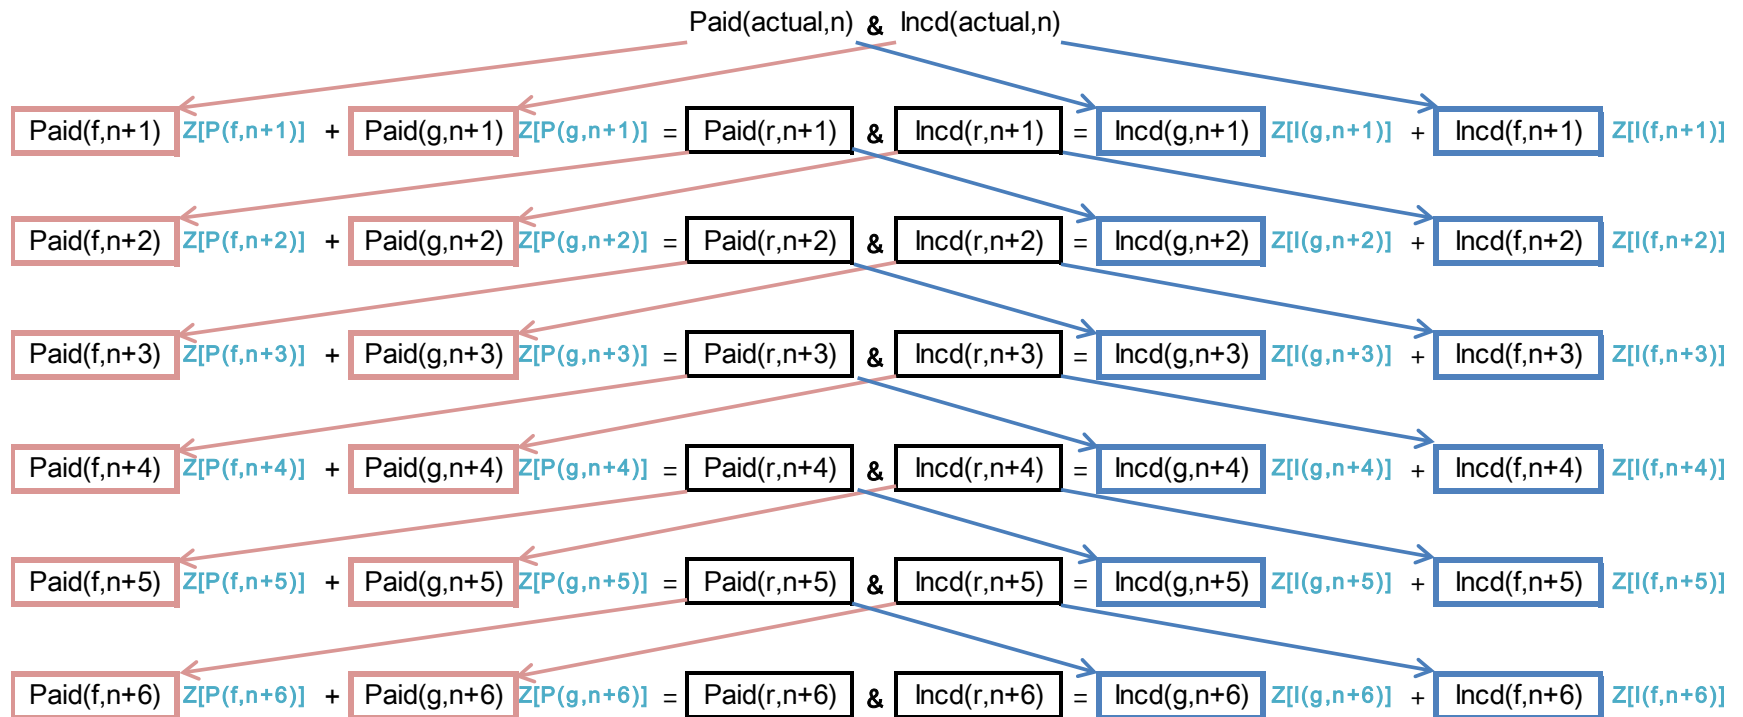 Paid(actual,n) & Incd(actual,n)
Paid(f,n+1) Z[P(f,n+1)] + Paid(g,n+1) Z[P(g,n+1)] = Paid(r,n+1) & Incd(r,n+1) = Incd(g,n+1) Z[I(g,n+1)] + Incd(f,n+1) Z[I(f,n+1)]
Paid(f,n+2) Z[P(f,n+2)] + Paid(g,n+2) Z[P(g,n+2)] = Paid(r,n+2) & Incd(r,n+2) = Incd(g,n+2) Z[I(g,n+2)] + Incd(f,n+2) Z[I(f,n+2)]
Paid(f,n+3) Z[P(f,n+3)] + Paid(g,n+3) Z[P(g,n+3)] = Paid(r,n+3) & Incd(r,n+3) = Incd(g,n+3) Z[I(g,n+3)] + Incd(f,n+3) Z[I(f,n+3)]
Paid(f,n+4) Z[P(f,n+4)] + Paid(g,n+4) Z[P(g,n+4)] = Paid(r,n+4) & Incd(r,n+4) = Incd(g,n+4) Z[I(g,n+4)] + Incd(f,n+4) Z[I(f,n+4)]
Paid(f,n+5) Z[P(f,n+5)] + Paid(g,n+5) Z[P(g,n+5)] = Paid(r,n+5) & Incd(r,n+5) = Incd(g,n+5) Z[I(g,n+5)] + Incd(f,n+5) Z[I(f,n+5)]
Paid(f,n+6) Z[P(f,n+6)] + Paid(g,n+6) Z[P(g,n+6)] = Paid(r,n+6) & Incd(r,n+6) = Incd(g,n+6) Z[I(g,n+6)] + Incd(f,n+6) Z[I(f,n+6)]